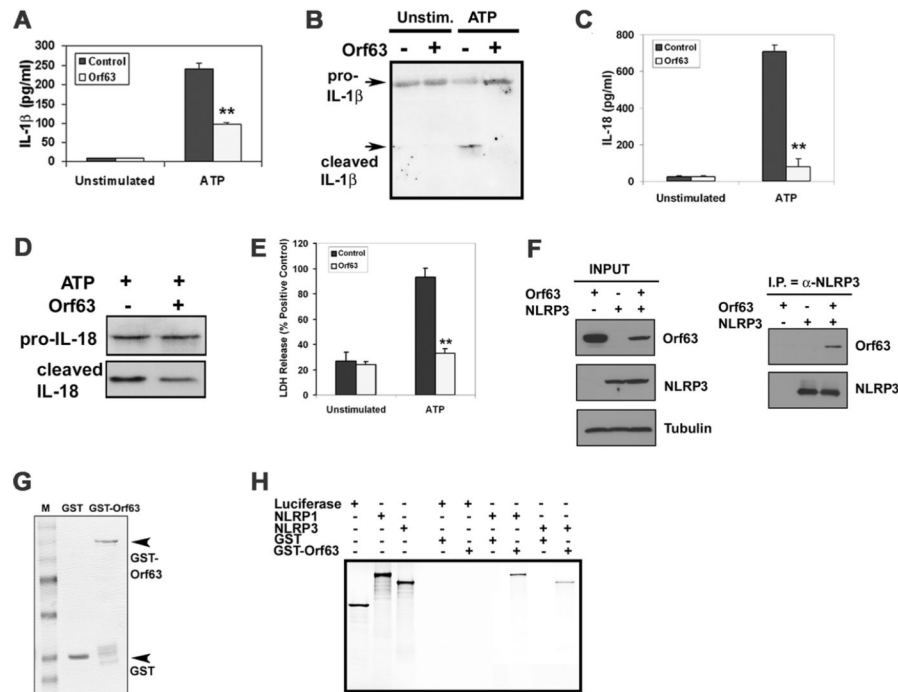 A
IL-1β (pg/ml)
300
250
200
150
100
50
0
Control
Orf63
**
Unstimulated ATP
B
Unstim. ATP
Orf63 - + - +
pro-
IL-1β
cleaved
IL-1β
C
IL-18 (pg/ml)
800
600
400
200
0
Control
Orf63
**
Unstimulated ATP
D
ATP + +
Orf63 - +
pro-IL-18
cleaved
IL-18
E
LDH Release (% Positive Control)
120
100
80
60
40
20
0
Control
Orf63
**
Unstimulated ATP
F
INPUT
Orf63 + - +
NLRP3 - + +
Orf63
NLRP3
Tubulin
I.P. = α-NLRP3
Orf63 + - +
NLRP3 - + +
Orf63
NLRP3
G
M GST GST-Orf63
GST-
Orf63
GST
H
Luciferase + - - + + - - - -
NLRP1 - + - - - + + - -
NLRP3 - - + - - - - + +
GST - - - + - + - + -
GST-Orf63 - - - - + - + - +